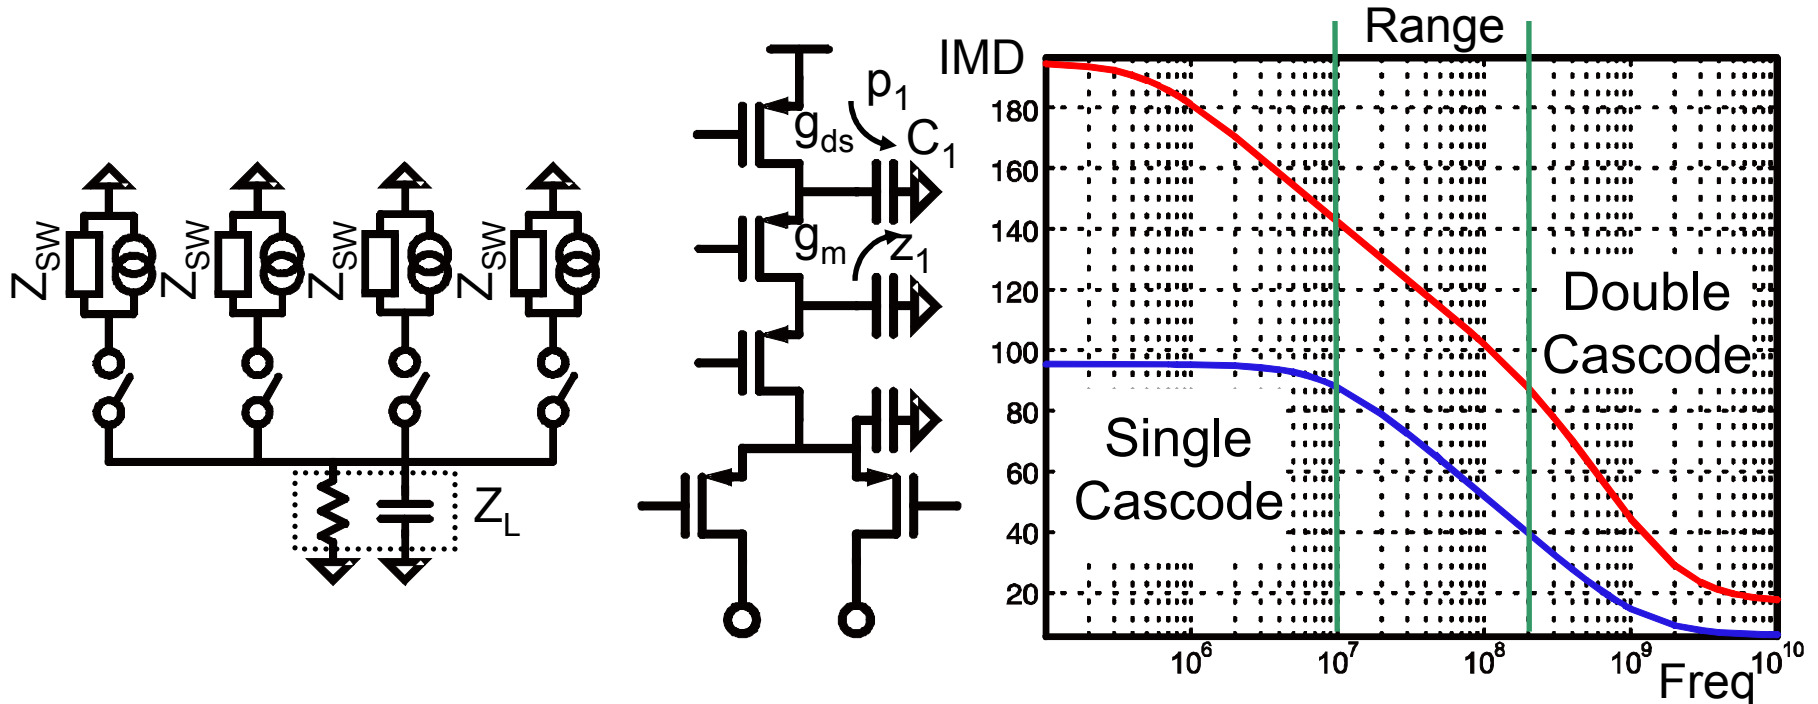 Z_SW
Z_SW
Z_SW
Z_SW
Z_L
p_1
g_ds
C_1
g_m
z_1
Range
IMD
180
160
140
120
100
80
60
40
20
Double
Cascode
Single
Cascode
10^6
10^7
10^8
10^9
10^10
Freq